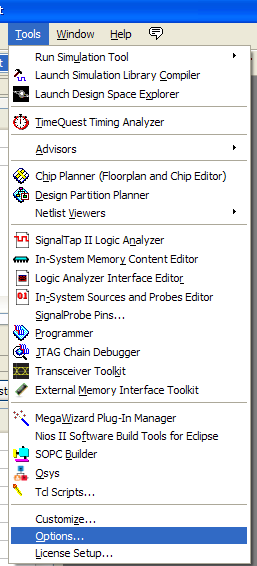 Tools Window Help
Run Simulation Tool
Launch Simulation Library Compiler
Launch Design Space Explorer
TimeQuest Timing Analyzer
Advisors
Chip Planner (Floorplan and Chip Editor)
Design Partition Planner
Netlist Viewers
SignalTap II Logic Analyzer
In-System Memory Content Editor
Logic Analyzer Interface Editor
In-System Sources and Probes Editor
SignalProbe Pins...
Programmer
JTAG Chain Debugger
Transceiver Toolkit
External Memory Interface Toolkit
MegaWizard Plug-In Manager
Nios II Software Build Tools for Eclipse
SOPC Builder
Qsys
Tcl Scripts...
Customize...
Options...
License Setup...